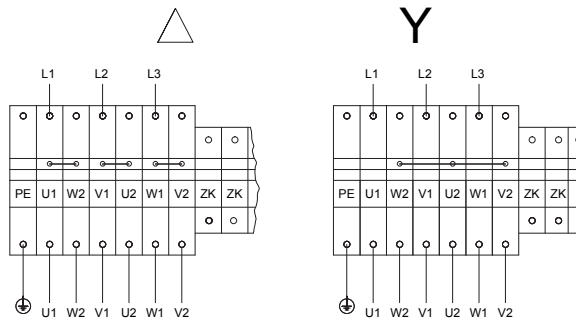 Y
L1 L2 L3 L1 L2 L3
PE U1 W2 V1 U2 W1 V2 ZK ZK PE U1 W2 V1 U2 W1 V2 ZK ZK
U1 W2 V1 U2 W1 V2 U1 W2 V1 U2 W1 V2